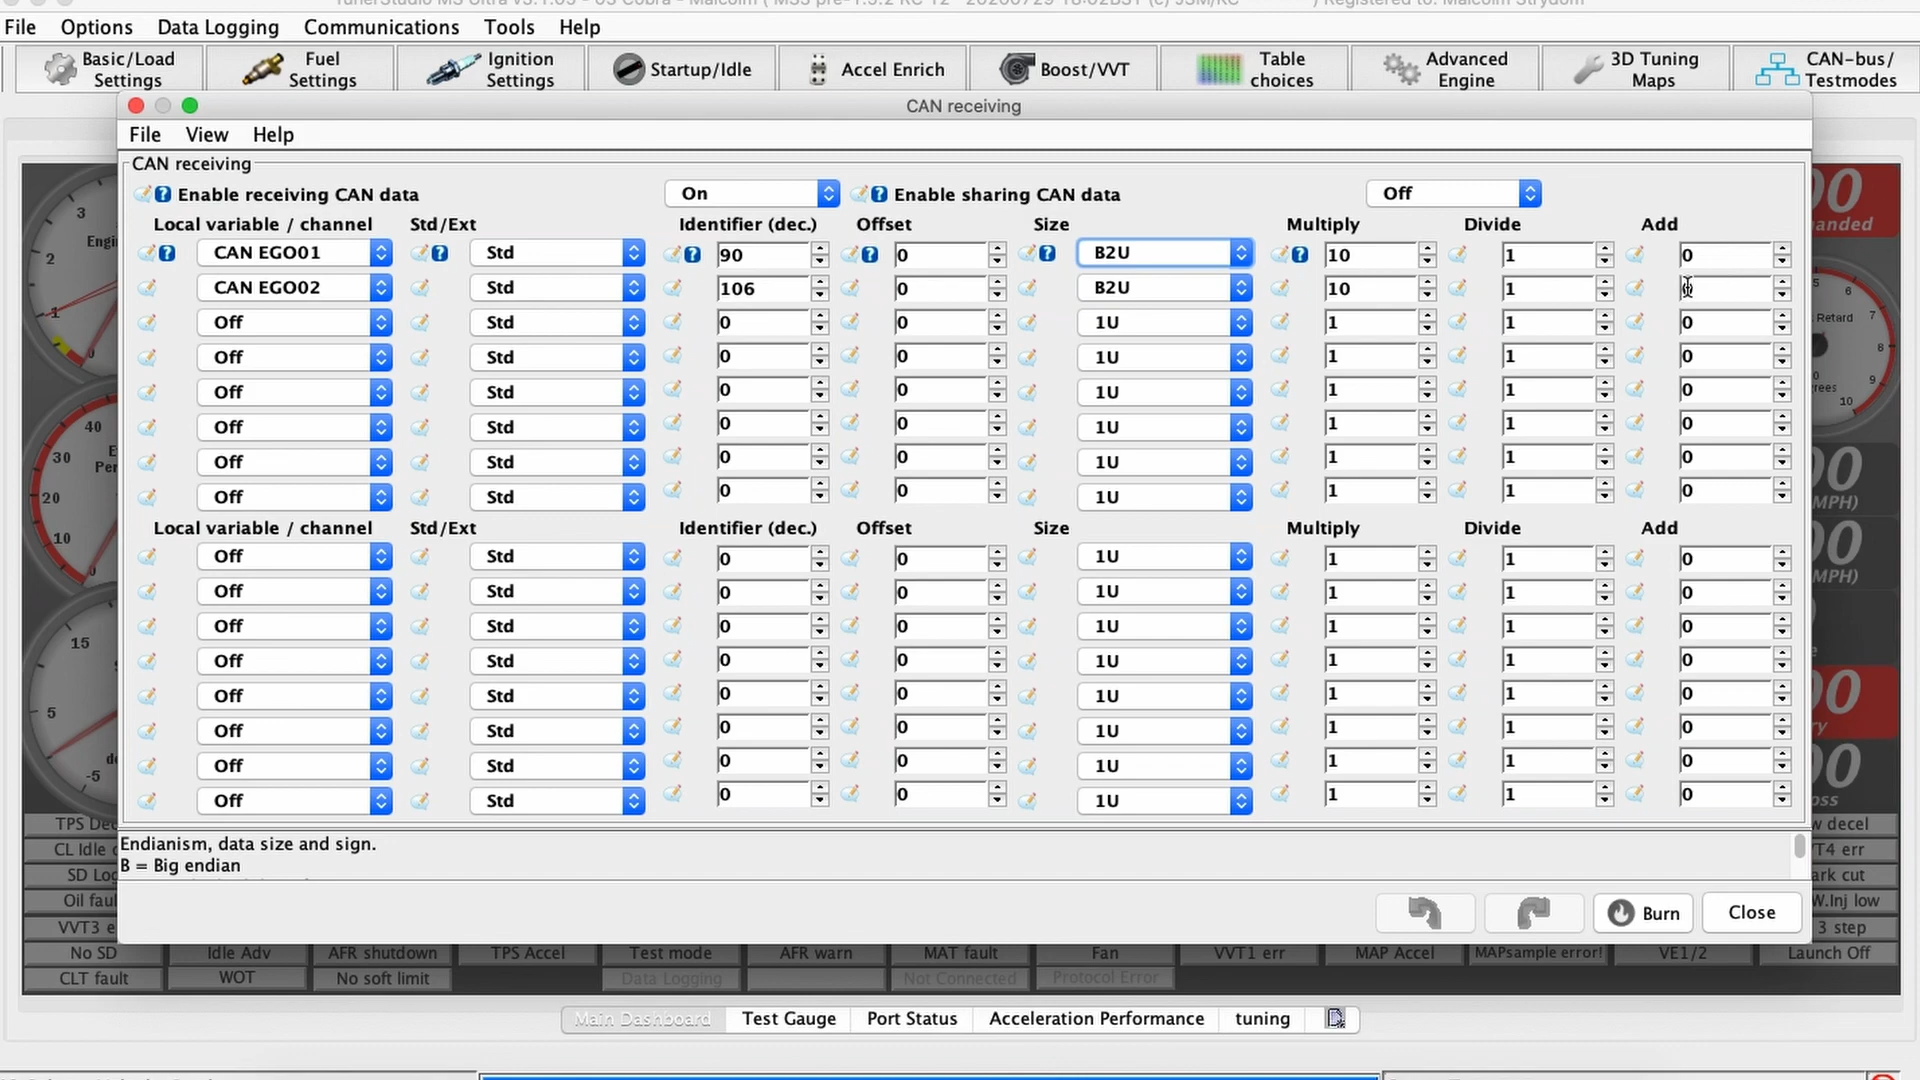 File Options Data Logging Communications Tools Help
Basic/Load Settings
Fuel Settings
Ignition Settings
Startup/Idle
Accel Enrich
Boost/VVT
Table choices
Advanced Engine
3D Tuning Maps
CAN-bus/ Testmodes
CAN receiving
File View Help
CAN receiving
Enable receiving CAN data On Enable sharing CAN data Off
Local variable / channel Std/Ext Identifier (dec.) Offset Size Multiply Divide Add
CAN EGO01 Std 90 0 B2U 10 1 0
CAN EGO02 Std 106 0 B2U 10 1
Off Std 0 0 1U 1 1 0
Off Std 0 0 1U 1 1 0
Off Std 0 0 1U 1 1 0
Off Std 0 0 1U 1 1 0
Off Std 0 0 1U 1 1 0
Off Std 0 0 1U 1 1 0
Local variable / channel Std/Ext Identifier (dec.) Offset Size Multiply Divide Add
Off Std 0 0 1U 1 1 0
Off Std 0 0 1U 1 1 0
Off Std 0 0 1U 1 1 0
Off Std 0 0 1U 1 1 0
Off Std 0 0 1U 1 1 0
Off Std 0 0 1U 1 1 0
Off Std 0 0 1U 1 1 0
Off Std 0 0 1U 1 1 0
Endianism, data size and sign.
B = Big endian
Burn Close
No SD Idle Adv AFR shutdown TPS Accel Test mode AFR warn MAT fault Fan VVT1 err MAP Accel MAPsample error! VE1/2 Launch Off
CLT fault WOT No soft limit Data Logging Not Connected Protocol Error
Main Dashboard Test Gauge Port Status Acceleration Performance tuning